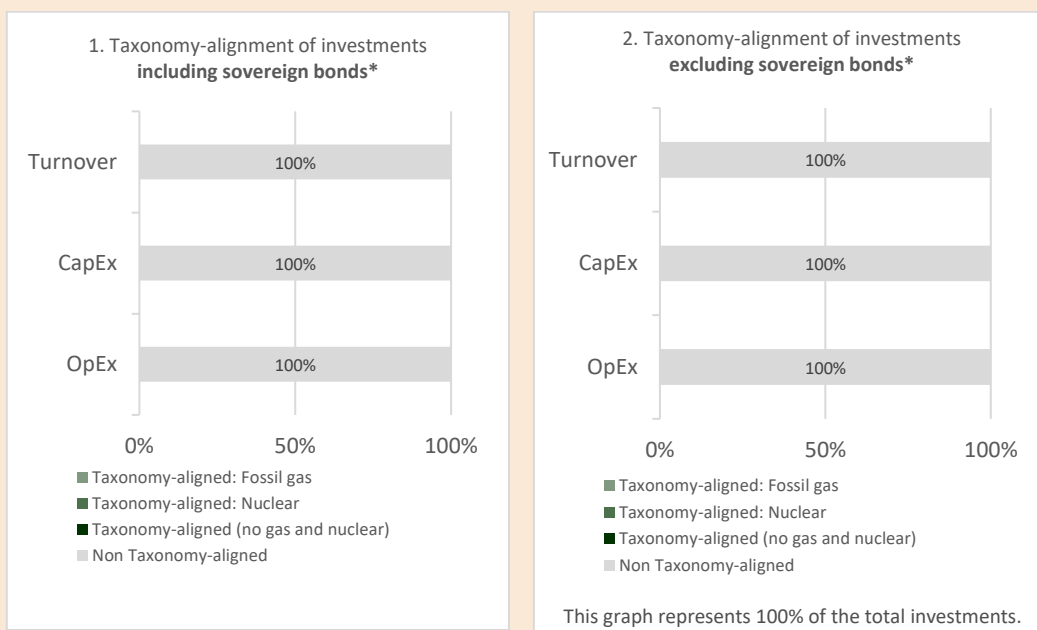 1. Taxonomy-alignment of investments
including sovereign bonds*
Turnover
100%
CapEx
100%
OpEx
100%
0%
50%
100%
Taxonomy-aligned: Fossil gas
Taxonomy-aligned: Nuclear
Taxonomy-aligned (no gas and nuclear)
Non Taxonomy-aligned
2. Taxonomy-alignment of investments
excluding sovereign bonds*
Turnover
100%
CapEx
100%
OpEx
100%
0%
50%
100%
Taxonomy-aligned: Fossil gas
Taxonomy-aligned: Nuclear
Taxonomy-aligned (no gas and nuclear)
Non Taxonomy-aligned
This graph represents 100% of the total investments.